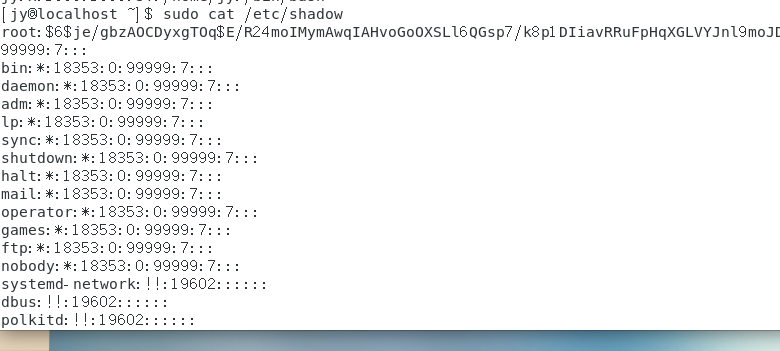 [jy@localhost ~]$ sudo cat /etc/shadow
root:$6$je/gbzAOCDyxgTOq$E/R24moIMymAwqIAHvoGoOXSLl6QGsp7/k8p1DIiavRRuFpHqXGLVYJnl9moJD
99999:7:::
bin:*:18353:0:99999:7:::
daemon:*:18353:0:99999:7:::
adm:*:18353:0:99999:7:::
lp:*:18353:0:99999:7:::
sync:*:18353:0:99999:7:::
shutdown:*:18353:0:99999:7:::
halt:*:18353:0:99999:7:::
mail:*:18353:0:99999:7:::
operator:*:18353:0:99999:7:::
games:*:18353:0:99999:7:::
ftp:*:18353:0:99999:7:::
nobody:*:18353:0:99999:7:::
systemd-network:!!:19602::::::
dbus:!!:19602::::::
polkitd:!!:19602::::::